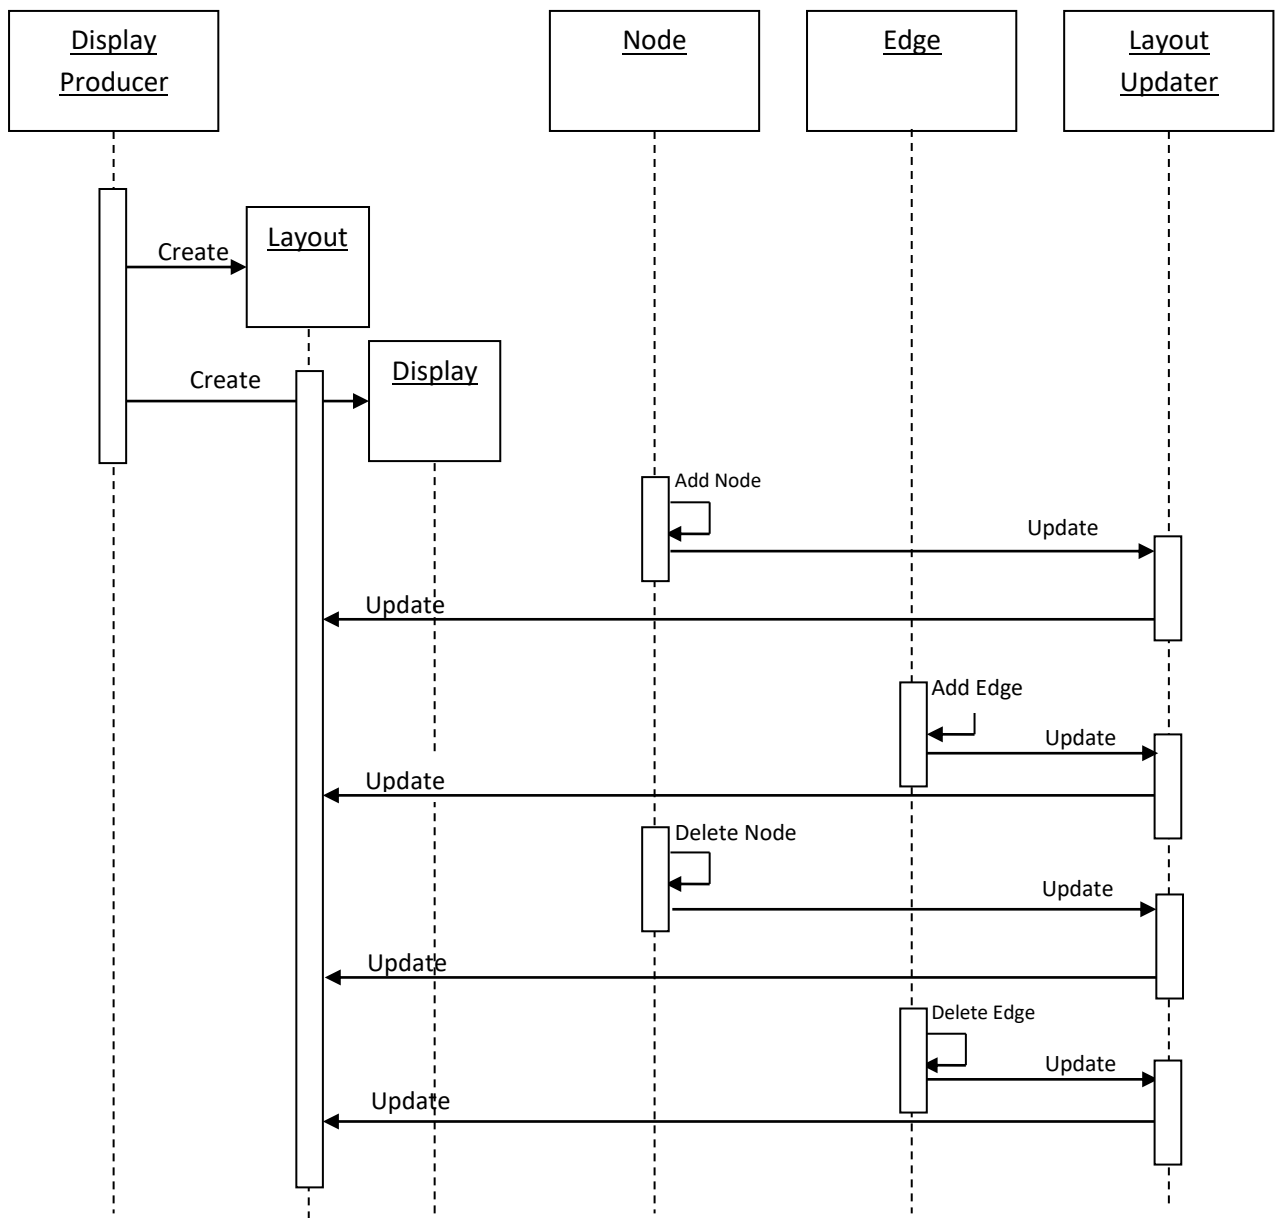 Display
Producer
Node
Edge
Layout
Updater
Create
Layout
Create
Display
Add Node
Update
Update
Add Edge
Update
Update
Delete Node
Update
Update
Delete Edge
Update
Update